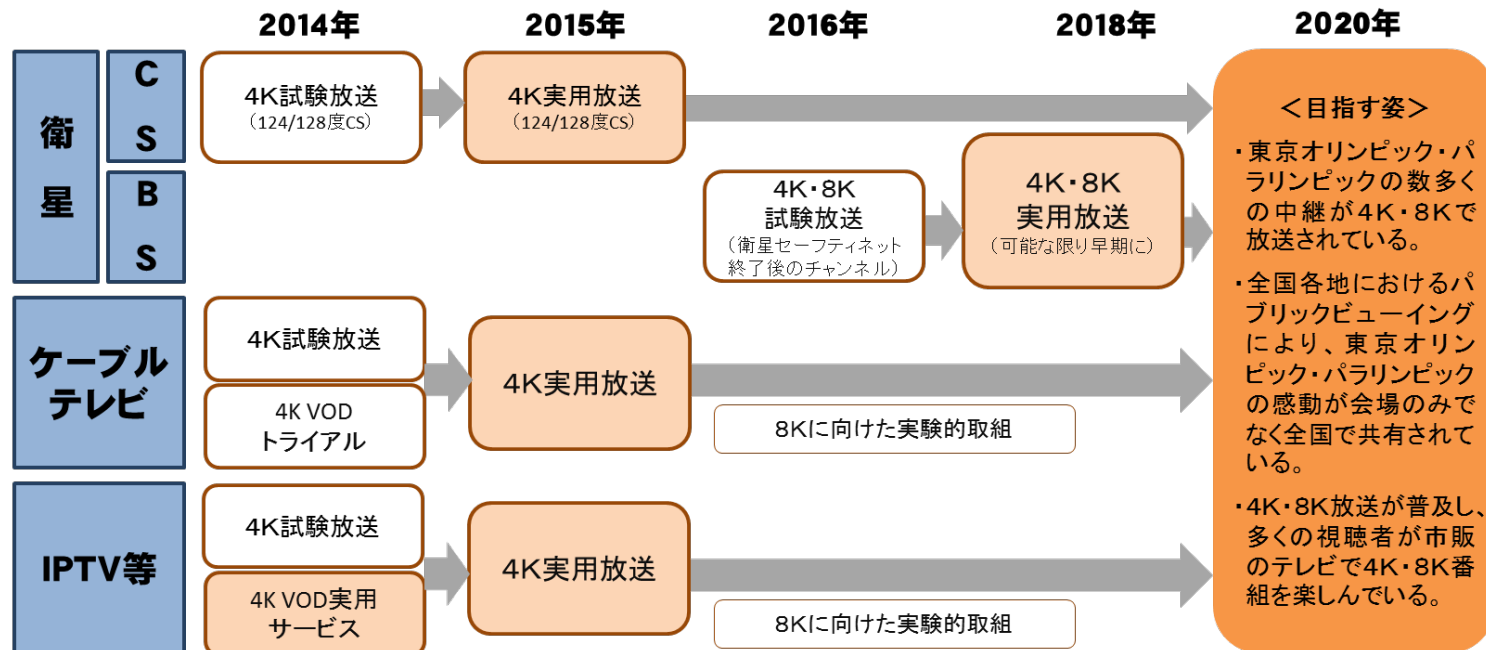 2014年 2015年 2016年 2018年 2020年
衛星
CS
4K試験放送
（124/128度CS）
4K実用放送
（124/128度CS）
BS
4K・8K
試験放送
（衛星セーフティネット
終了後のチャンネル）
4K・8K
実用放送
（可能な限り早期に）
ケーブル
テレビ
4K試験放送
4K VOD
トライアル
4K実用放送
8Kに向けた実験的取組
IPTV等
4K試験放送
4K VOD実用
サービス
4K実用放送
8Kに向けた実験的取組
＜目指す姿＞
・東京オリンピック・パ
ラリンピックの数多く
の中継が4K・8Kで
放送されている。
・全国各地におけるパ
ブリックビューイング
により、東京オリン
ピック・パラリンピック
の感動が会場のみで
なく全国で共有されて
いる。
・4K・8K放送が普及し、
多くの視聴者が市販
のテレビで4K・8K番
組を楽しんでいる。